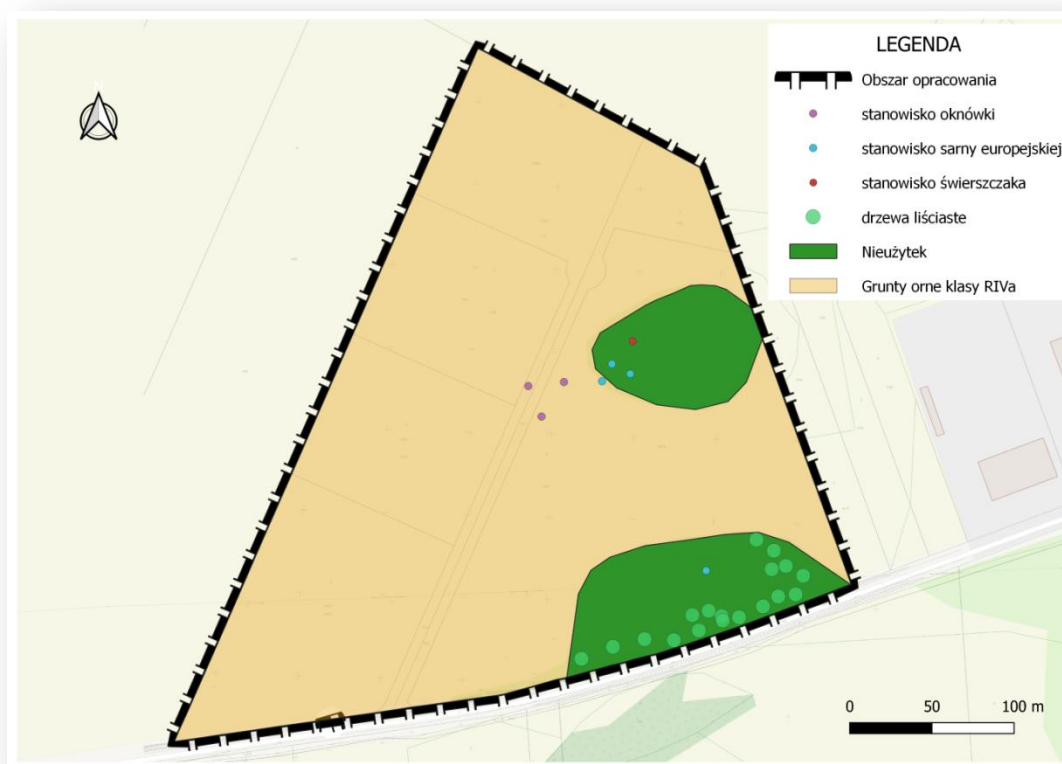 LEGENDA
Obszar opracowania
stanowisko oknówki
stanowisko sarny europejskiej
stanowisko świerszczaka
drzewa liściaste
Nieużytek
Grunty orne klasy RIVa
0 50 100 m